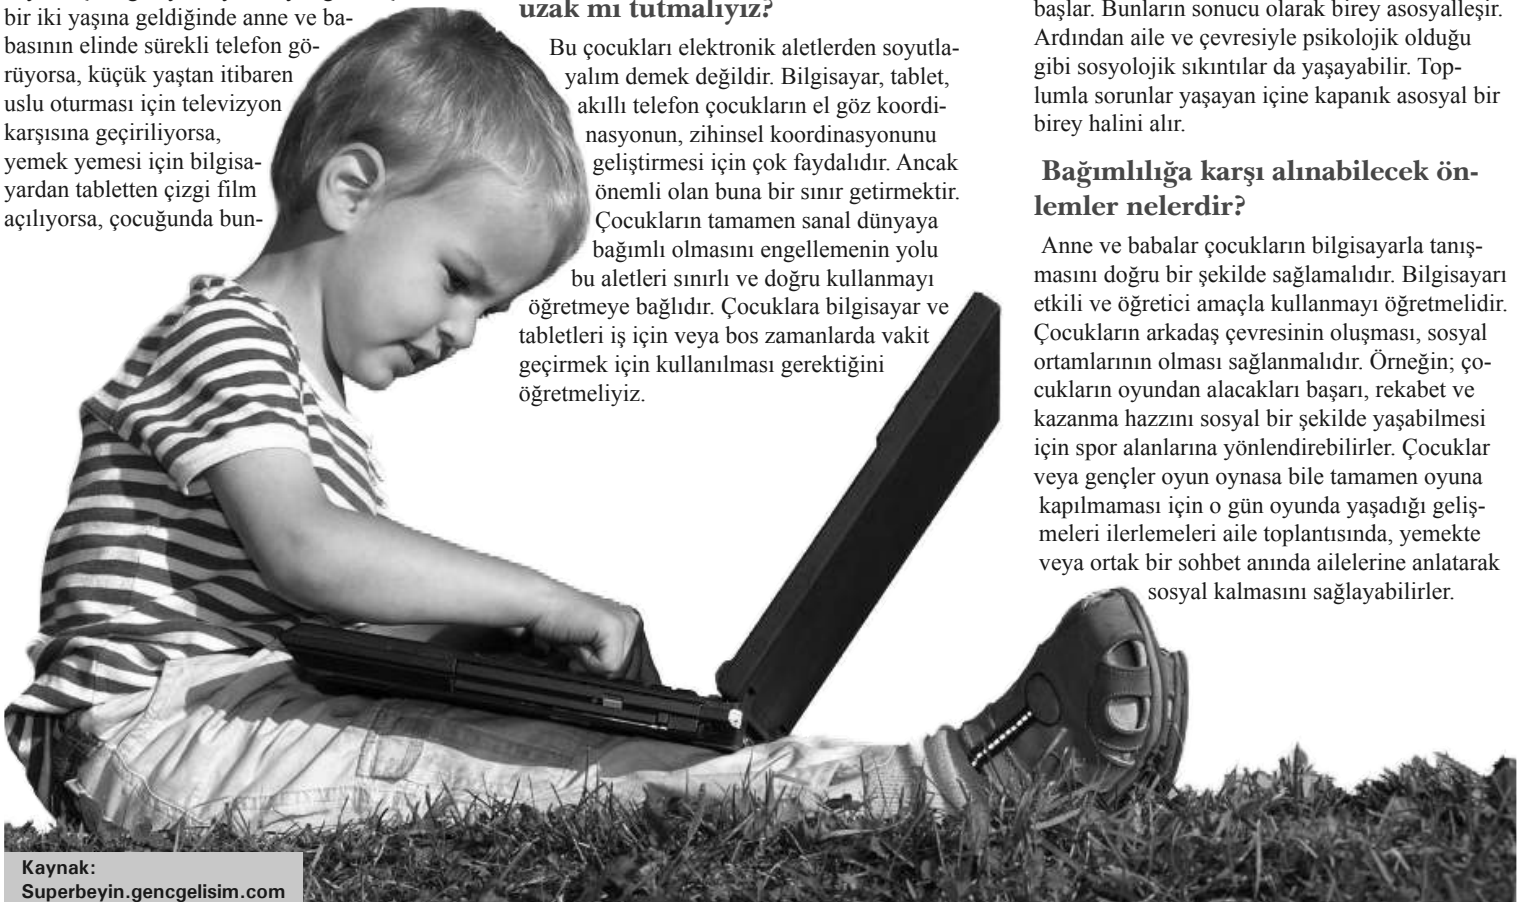 bir iki yaşına geldiğinde anne ve ba-
basının elinde sürekli telefon gö-
rüyorsa, küçük yaştan itibaren
uslu oturması için televizyon
karşısına geçiriliyorsa,
yemek yemesi için bilgisa-
yardan tabletten çizgi film
açılıyorsa, çocuğunda bun-
uzak mı tutmalıyız?
Bu çocukları elektronik aletlerden soyutla-
yalım demek değildir. Bilgisayar, tablet,
akıllı telefon çocukların el göz koordi-
nasyonun, zihinsel koordinasyonunu
geliştirmesi için çok faydalıdır. Ancak
önemli olan buna bir sınır getirmektir.
Çocukların tamamen sanal dünyaya
bağımlı olmasını engellemenin yolu
bu aletleri sınırlı ve doğru kullanmayı
öğretmeye bağlıdır. Çocuklara bilgisayar ve
tabletleri iş için veya bos zamanlarda vakit
geçirmek için kullanılması gerektiğini
öğretmeliyiz.
başlar. Bunların sonucu olarak birey asosyalleşir.
Ardından aile ve çevresiyle psikolojik olduğu
gibi sosyolojik sıkıntılar da yaşayabilir. Top-
lumla sorunlar yaşayan içine kapanık asosyal bir
birey halini alır.
Bağımlılığa karşı alınabilecek ön-
lemler nelerdir?
Anne ve babalar çocukların bilgisayarla tanış-
masını doğru bir şekilde sağlamalıdır. Bilgisayarı
etkili ve öğretici amaçla kullanmayı öğretmelidir.
Çocukların arkadaş çevresinin oluşması, sosyal
ortamlarının olması sağlanmalıdır. Örneğin; ço-
cukların oyundan alacakları başarı, rekabet ve
kazanma hazzını sosyal bir şekilde yaşabilmesi
için spor alanlarına yönlendirebilirler. Çocuklar
veya gençler oyun oynasa bile tamamen oyuna
kapılmaması için o gün oyunda yaşadığı geliş-
meleri ilerlemeleri aile toplantısında, yemekte
veya ortak bir sohbet anında ailelerine anlatarak
sosyal kalmasını sağlayabilirler.
Kaynak:
Superbeyin.gencgelisim.com